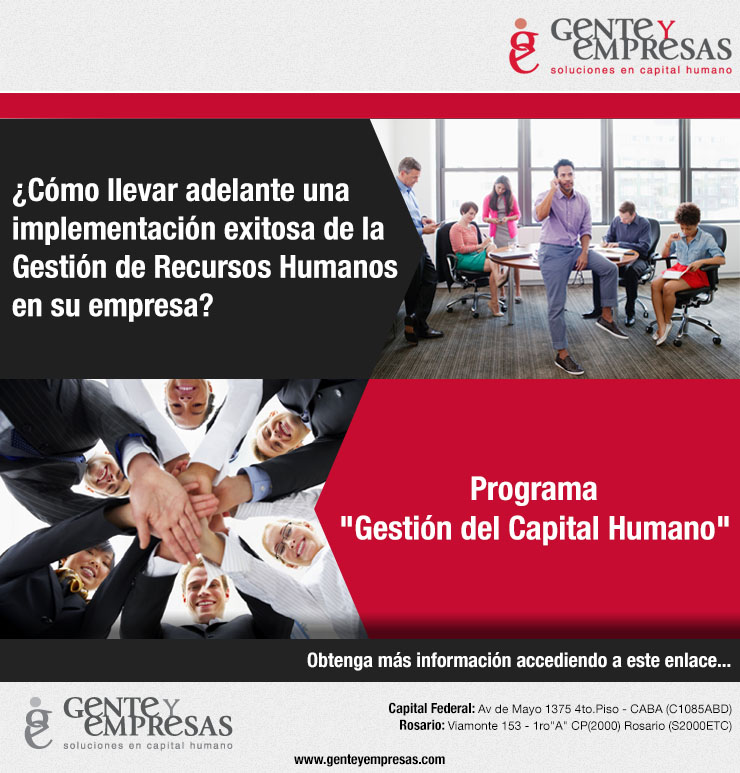 ge
GENTE Y
EMPRESAS
soluciones en capital humano
¿Cómo llevar adelante una
implementación exitosa de la
Gestión de Recursos Humanos
en su empresa?
Programa
"Gestión del Capital Humano"
Obtenga más información accediendo a este enlace...
ge
GENTE Y
EMPRESAS
soluciones en capital humano
Capital Federal: Av de Mayo 1375 4to.Piso - CABA (C1085ABD)
Rosario: Viamonte 153 - 1ro"A" CP(2000) Rosario (S2000ETC)
www.genteyempresas.com